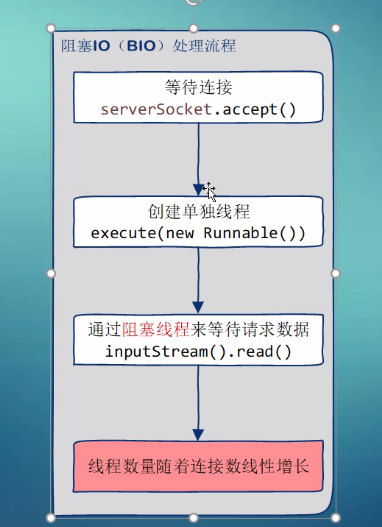 阻塞IO（BIO）处理流程
等待连接
serverSocket.accept()
创建单独线程
execute(new Runnable())
通过阻塞线程来等待请求数据
inputStream().read()
线程数量随着连接数线性增长